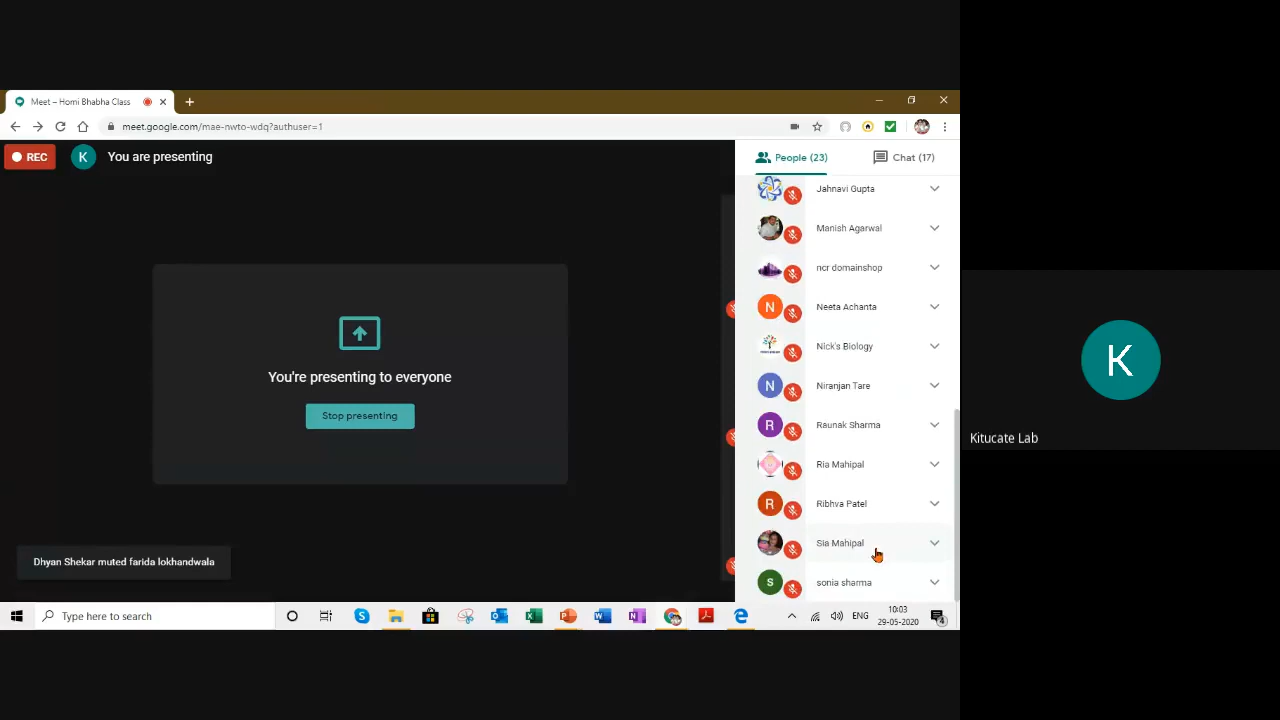 Meet – Homi Bhabha Class
meet.google.com/mae-nwto-wdq?authuser=1
REC
K
You are presenting
People (23)
Chat (17)
Jahnavi Gupta
Manish Agarwal
ncr domainshop
N
Neeta Achanta
Nick's Biology
N
Niranjan Tare
R
Raunak Sharma
Ria Mahipal
R
Ribhva Patel
Sia Mahipal
S
sonia sharma
You're presenting to everyone
Stop presenting
Dhyan Shekar muted farida lokhandwala
Type here to search
ENG
10:03
29-05-2020
4
K
Kitucate Lab